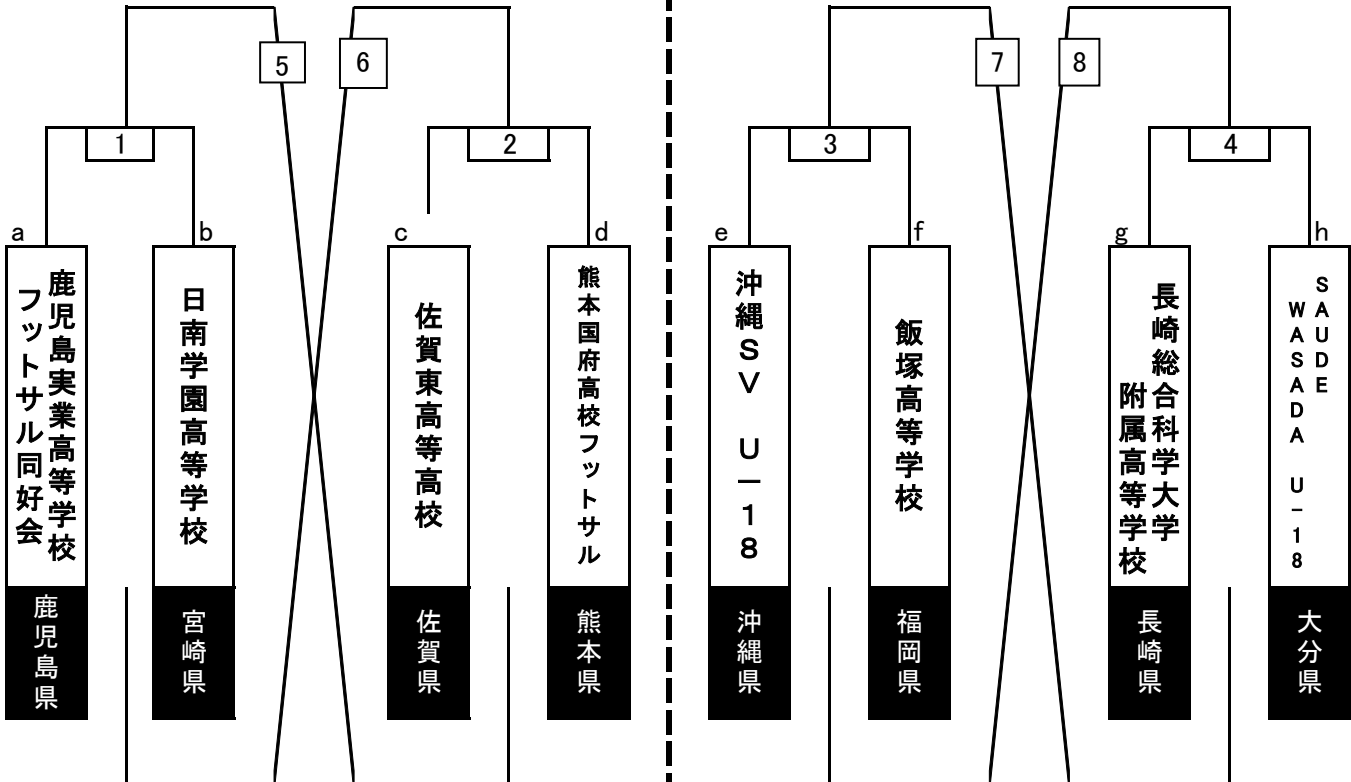 5
6
7
8
1
2
3
4
a
b
c
d
e
f
g
h
鹿児島実業高等学校
フットサル同好会
日南学園高等学校
佐賀東高等高校
熊本国府高校フットサル
沖縄SV U-18
飯塚高等学校
長崎総合科学大学
附属高等学校
SAUDE
WASADA U-18
鹿児島県
宮崎県
佐賀県
熊本県
沖縄県
福岡県
長崎県
大分県